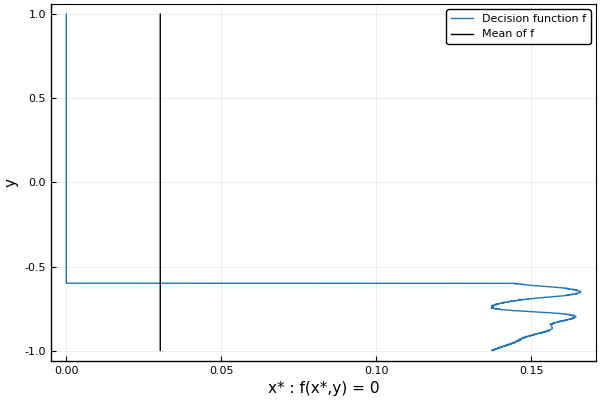 1.0
Decision function f
Mean of f
0.5
0.0
-0.5
-1.0
y
0.00 0.05 0.10 0.15
x* : f(x*,y) = 0